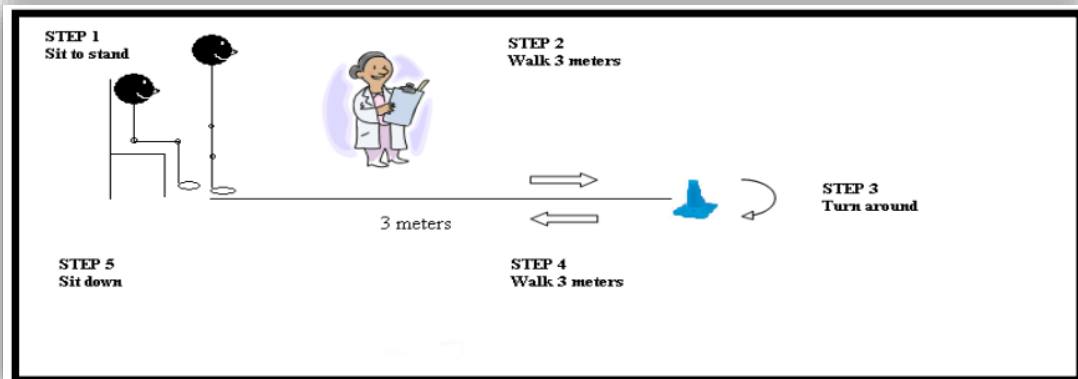 STEP 1
Sit to stand
STEP 2
Walk 3 meters
STEP 3
Turn around
3 meters
STEP 5
Sit down
STEP 4
Walk 3 meters